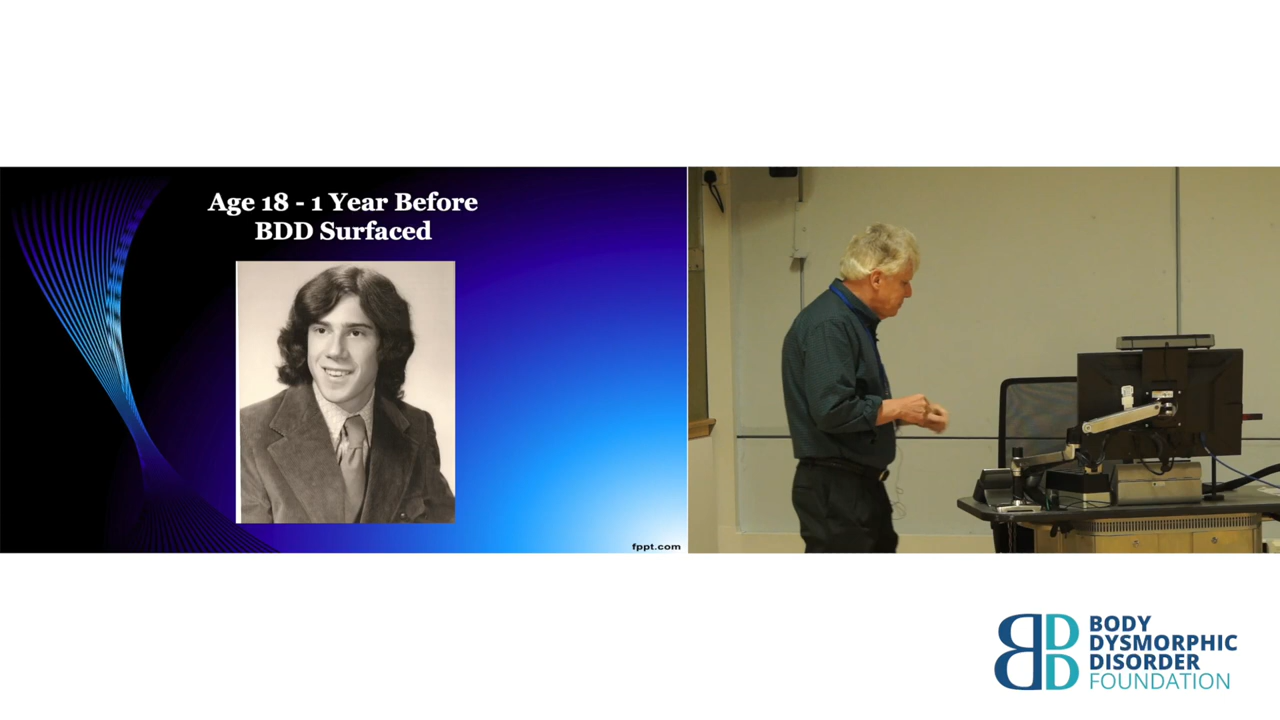 Age 18 - 1 Year Before
BDD Surfaced
fppt.com
BODY
DYSMORPHIC
DISORDER
FOUNDATION